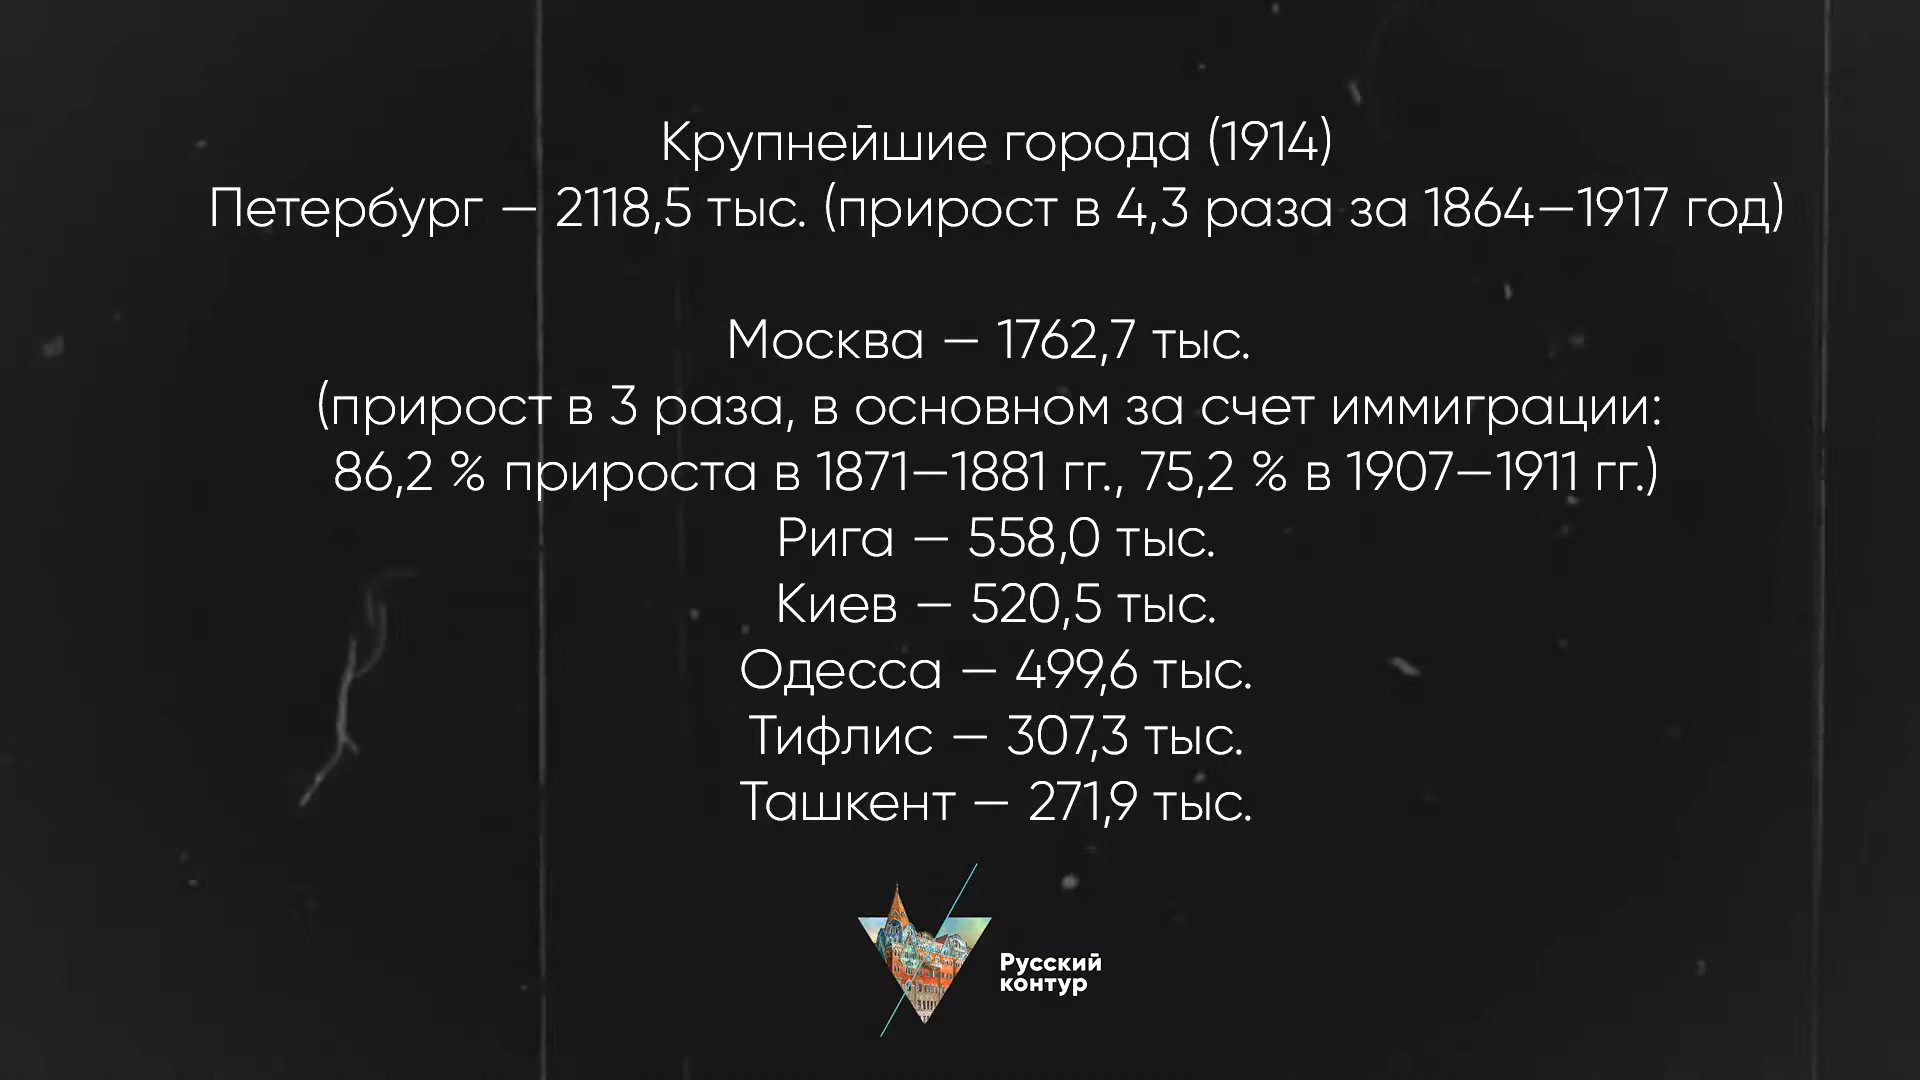 Крупнейшие города (1914)
Петербург — 2118,5 тыс. (прирост в 4,3 раза за 1864—1917 год)
Москва — 1762,7 тыс.
(прирост в 3 раза, в основном за счет иммиграции:
86,2 % прироста в 1871—1881 гг., 75,2 % в 1907—1911 гг.)
Рига — 558,0 тыс.
Киев — 520,5 тыс.
Одесса — 499,6 тыс.
Тифлис — 307,3 тыс.
Ташкент — 271,9 тыс.
Русский
контур